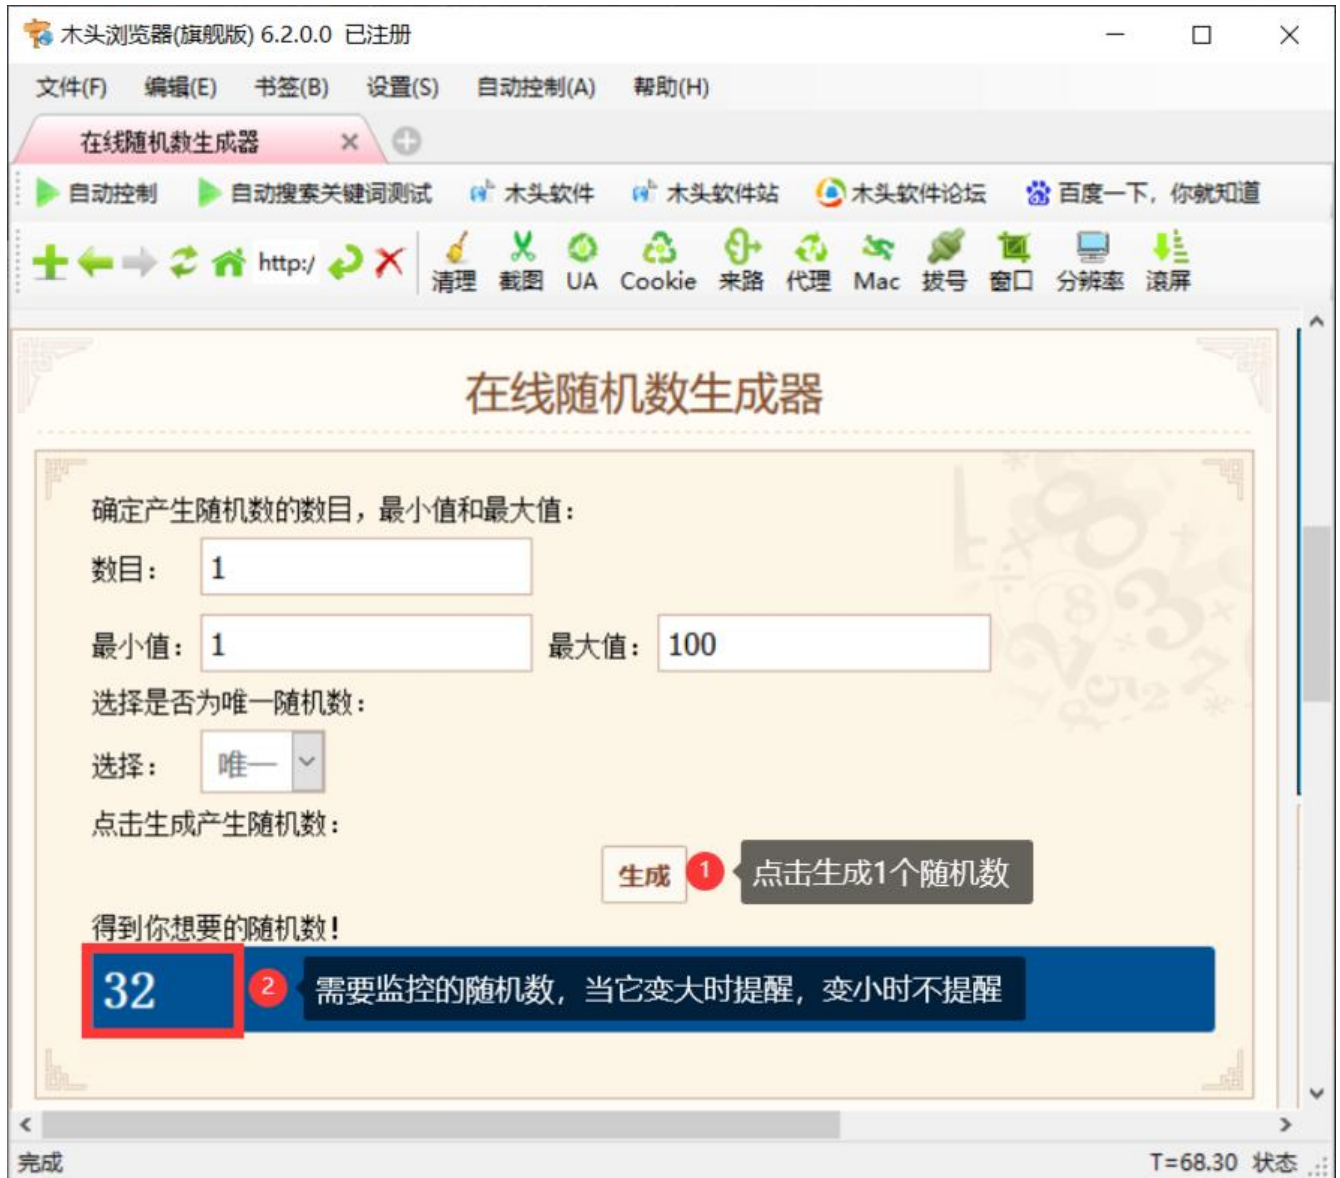 木头浏览器(旗舰版) 6.2.0.0 已注册
文件(F) 编辑(E) 书签(B) 设置(S) 自动控制(A) 帮助(H)
在线随机数生成器
自动控制 自动搜索关键词测试 木头软件 木头软件站 木头软件论坛 百度一下，你就知道
http:/ 清理 截图 UA Cookie 来路 代理 Mac 拔号 窗口 分辨率 滚屏
在线随机数生成器
确定产生随机数的数目，最小值和最大值：
数目： 1
最小值： 1 最大值： 100
选择是否为唯一随机数：
选择： 唯一
点击生成产生随机数：
生成 1 点击生成1个随机数
得到你想要的随机数！
32 2 需要监控的随机数，当它变大时提醒，变小时不提醒
完成 T=68.30 状态